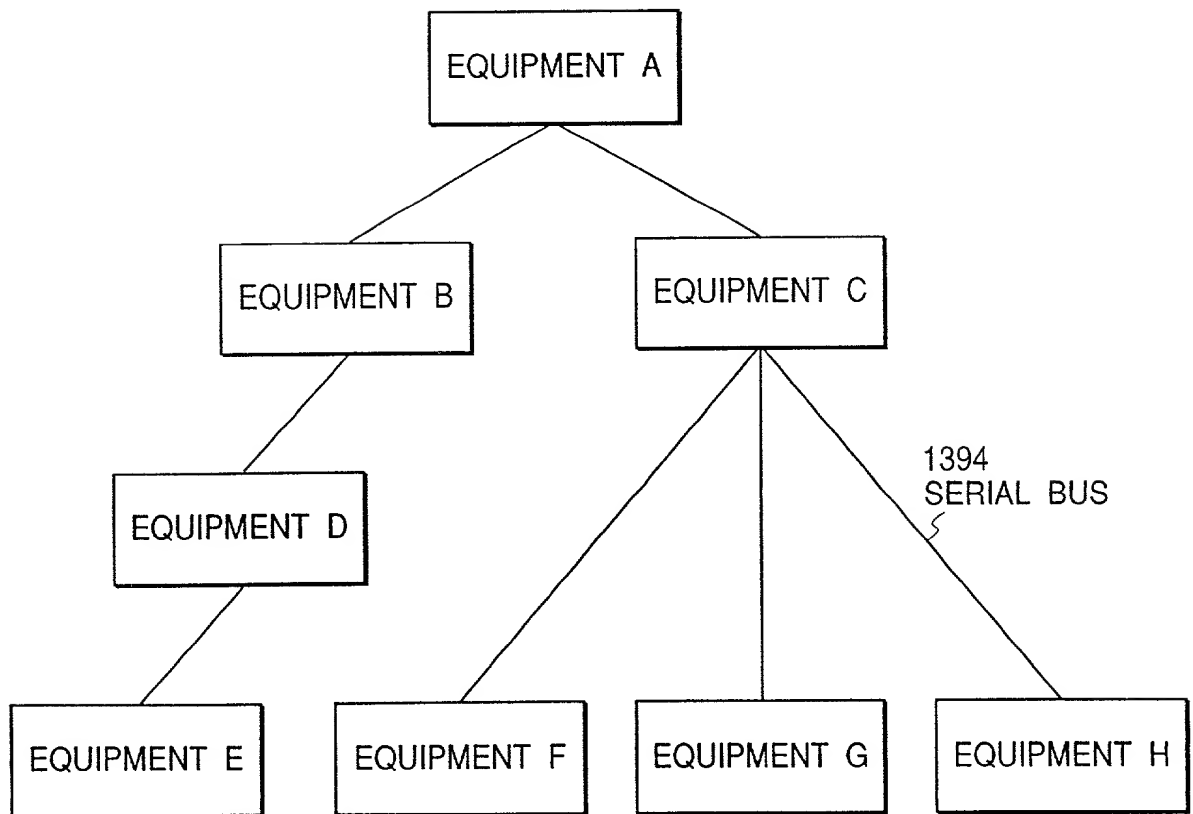 EQUIPMENT A
EQUIPMENT B
EQUIPMENT C
1394
SERIAL BUS
EQUIPMENT D
EQUIPMENT E
EQUIPMENT F
EQUIPMENT G
EQUIPMENT H